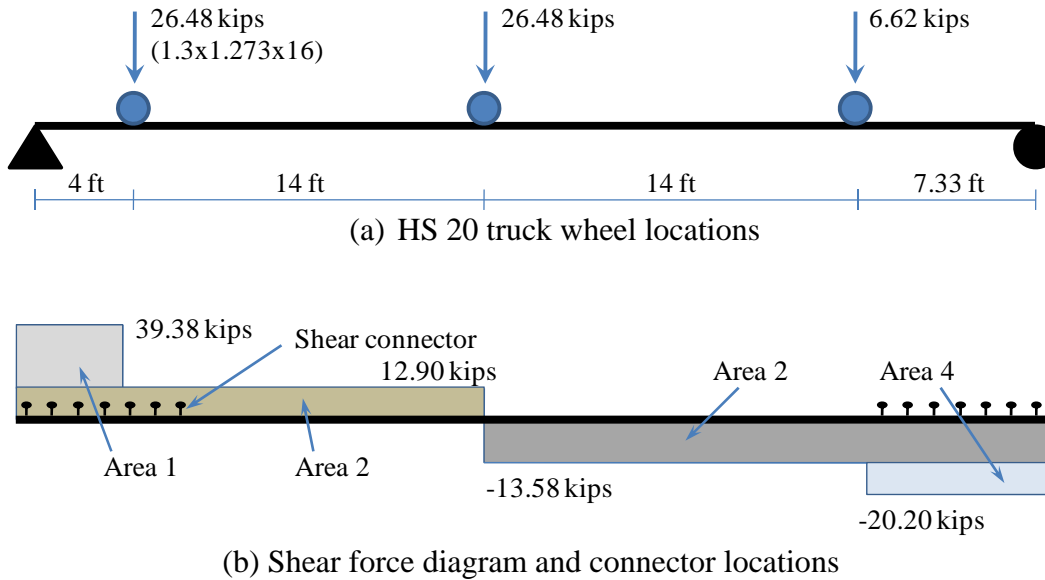 26.48 kips
(1.3x1.273x16)
26.48 kips
6.62 kips
4 ft
14 ft
14 ft
7.33 ft
(a) HS 20 truck wheel locations
39.38 kips
Shear connector
12.90 kips
Area 2
Area 4
Area 1
Area 2
-13.58 kips
-20.20 kips
(b) Shear force diagram and connector locations